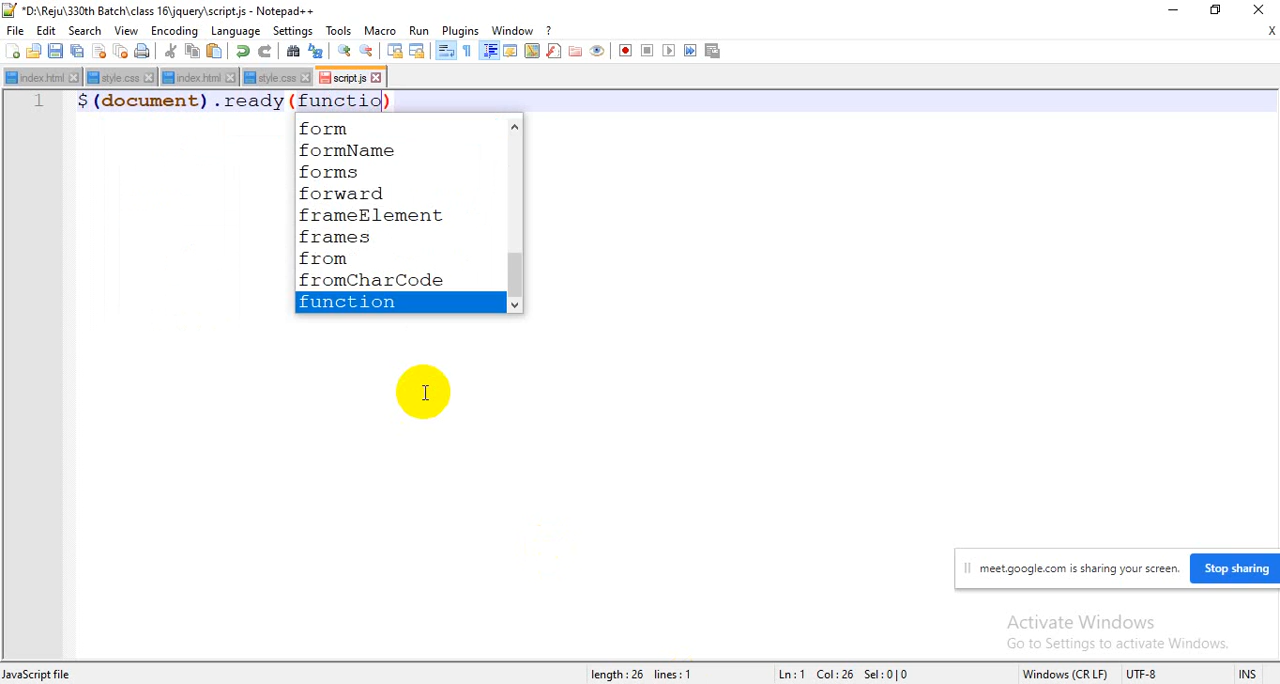 *D:\Reju\330th Batch\class 16\jquery\script.js - Notepad++
File Edit Search View Encoding Language Settings Tools Macro Run Plugins Window ? X
index.html style.css index.html style.css script.js
1 $(document).ready(functio)
form
formName
forms
forward
frameElement
frames
from
fromCharCode
function
meet.google.com is sharing your screen. Stop sharing
Activate Windows
Go to Settings to activate Windows.
JavaScript file length : 26 lines : 1 Ln : 1 Col : 26 Sel : 0 | 0 Windows (CR LF) UTF-8 INS